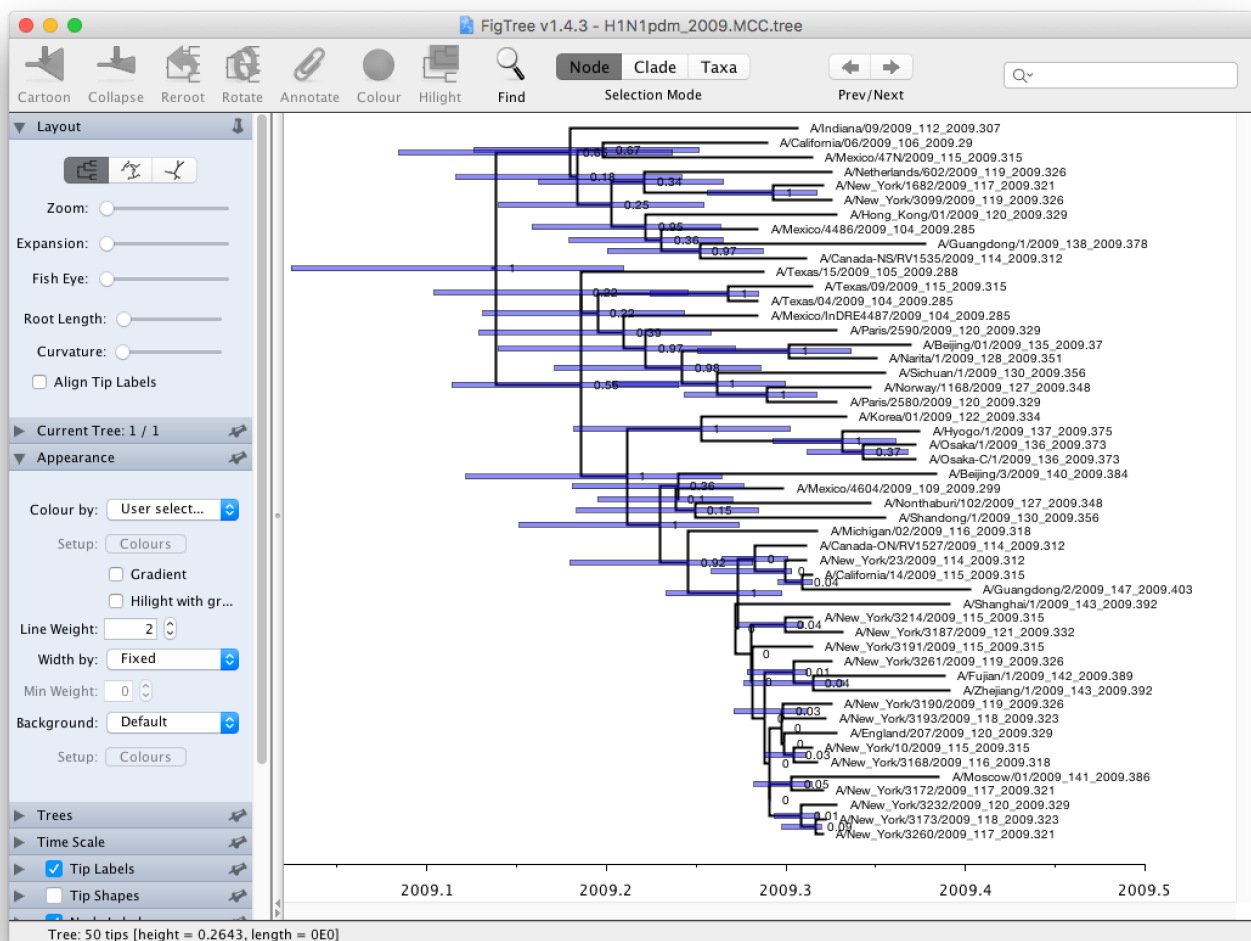 FigTree v1.4.3 - H1N1pdm_2009.MCC.tree
Cartoon Collapse Reroot Rotate Annotate Colour Hilight Find
Node Clade Taxa
Selection Mode
Prev/Next
Layout
Zoom:
Expansion:
Fish Eye:
Root Length:
Curvature:
Align Tip Labels
Current Tree: 1 / 1
Appearance
Colour by: User select...
Setup: Colours
Gradient
Hilight with gr...
Line Weight: 2
Width by: Fixed
Min Weight: 0
Background: Default
Setup: Colours
Trees
Time Scale
Tip Labels
Tip Shapes
A/Indiana/09/2009_112_2009.307
A/California/06/2009_106_2009.29
0.67
A/Mexico/47N/2009_115_2009.315
A/Netherlands/602/2009_119_2009.326
0.18
0.34
A/New_York/1682/2009_117_2009.321
1
A/New_York/3099/2009_119_2009.326
0.25
A/Hong_Kong/01/2009_120_2009.329
0.95
A/Mexico/4486/2009_104_2009.285
0.36
A/Guangdong/1/2009_138_2009.378
0.97
A/Canada-NS/RV1535/2009_114_2009.312
1
A/Texas/15/2009_105_2009.288
A/Texas/09/2009_115_2009.315
0.22
1
A/Texas/04/2009_104_2009.285
0.22
A/Mexico/InDRE4487/2009_104_2009.285
A/Paris/2590/2009_120_2009.329
0.39
A/Beijing/01/2009_135_2009.37
0.97
1
A/Narita/1/2009_128_2009.351
0.98
A/Sichuan/1/2009_130_2009.356
0.56
1
A/Norway/1168/2009_127_2009.348
1
A/Paris/2580/2009_120_2009.329
A/Korea/01/2009_122_2009.334
1
A/Hyogo/1/2009_137_2009.375
1
A/Osaka/1/2009_136_2009.373
0.37
A/Osaka-C/1/2009_136_2009.373
A/Beijing/3/2009_140_2009.384
1
0.36
A/Mexico/4604/2009_109_2009.299
0.1
A/Nonthaburi/102/2009_127_2009.348
0.15
A/Shandong/1/2009_130_2009.356
1
A/Michigan/02/2009_116_2009.318
A/Canada-ON/RV1527/2009_114_2009.312
0.92
0
A/New_York/23/2009_114_2009.312
0
A/California/14/2009_115_2009.315
0.04
A/Guangdong/2/2009_147_2009.403
1
A/Shanghai/1/2009_143_2009.392
A/New_York/3214/2009_115_2009.315
0.04
0
A/New_York/3187/2009_121_2009.332
A/New_York/3191/2009_115_2009.315
0
A/New_York/3261/2009_119_2009.326
0.01
A/Fujian/1/2009_142_2009.389
0
0.04
A/Zhejiang/1/2009_143_2009.392
A/New_York/3190/2009_119_2009.326
0.03
0
A/New_York/3193/2009_118_2009.323
0
A/England/207/2009_120_2009.329
0
A/New_York/10/2009_115_2009.315
0.03
0
A/New_York/3168/2009_116_2009.318
A/Moscow/01/2009_141_2009.386
0.05
A/New_York/3172/2009_117_2009.321
0
A/New_York/3232/2009_120_2009.329
0.01
A/New_York/3173/2009_118_2009.323
0.09
A/New_York/3260/2009_117_2009.321
2009.1 2009.2 2009.3 2009.4 2009.5
Tree: 50 tips [height = 0.2643, length = 0E0]